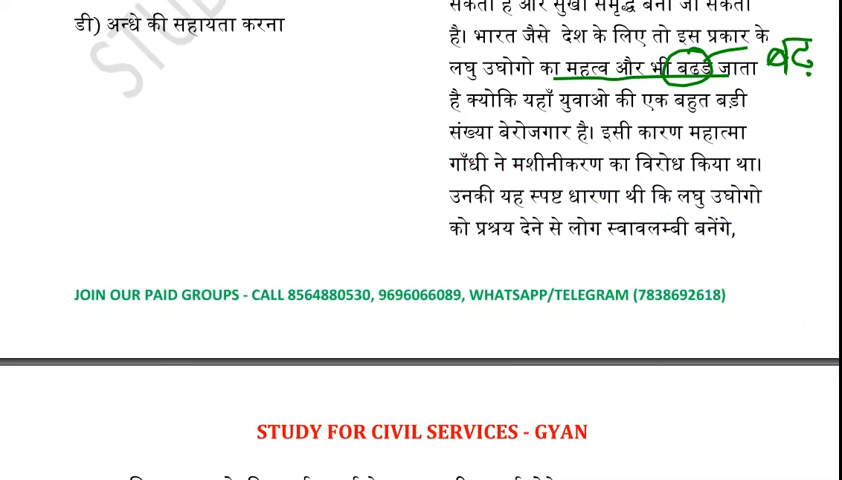 डी) अन्धे की सहायता करना
सकता है और सुखी समृद्ध बना जा सकता
है। भारत जैसे देश के लिए तो इस प्रकार के
लघु उघोगो का महत्व और भी बढडे जाता
बढ़
है क्योकि यहाँ युवाओ की एक बहुत बड़ी
संख्या बेरोजगार है। इसी कारण महात्मा
गाँधी ने मशीनीकरण का विरोध किया था।
उनकी यह स्पष्ट धारणा थी कि लघु उघोगो
को प्रश्रय देने से लोग स्वावलम्बी बनेंगे,
JOIN OUR PAID GROUPS - CALL 8564880530, 9696066089, WHATSAPP/TELEGRAM (7838692618)
STUDY FOR CIVIL SERVICES - GYAN